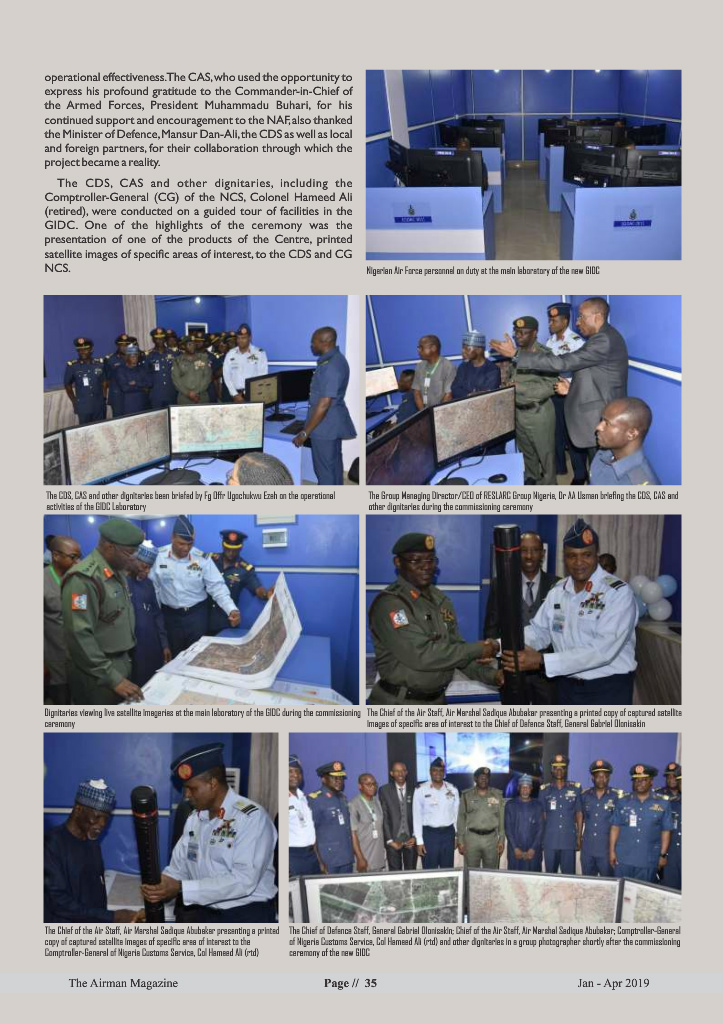 operational effectiveness.The CAS, who used the opportunity to
express his profound gratitude to the Commander-in-Chief of
the Armed Forces, President Muhammadu Buhari, for his
continued support and encouragement to the NAF, also thanked
the Minister of Defence, Mansur Dan-Ali, the CDS as well as local
and foreign partners, for their collaboration through which the
project became a reality.
The CDS, CAS and other dignitaries, including the
Comptroller-General (CG) of the NCS, Colonel Hameed Ali
(retired), were conducted on a guided tour of facilities in the
GIDC. One of the highlights of the ceremony was the
presentation of one of the products of the Centre, printed
satellite images of specific areas of interest, to the CDS and CG
NCS.
Nigerian Air Force personnel on duty at the main laboratory of the new GIDC
The CDS, CAS and other dignitaries been briefed by Fg Offr Ugochukwu Ezeh on the operational
activities of the GIDC Laboratory
The Group Managing Director/CEO of RESLARC Group Nigeria, Dr AA Usman briefing the CDS, CAS and
other dignitaries during the commissioning ceremony
Dignitaries viewing live satellite imageries at the main laboratory of the GIDC during the commissioning
ceremony
The Chief of the Air Staff, Air Marshal Sadique Abubakar presenting a printed copy of captured satellite
images of specific area of interest to the Chief of Defence Staff, General Gabriel Olonisakin
The Chief of the Air Staff, Air Marshal Sadique Abubakar presenting a printed
copy of captured satellite images of specific area of interest to the
Comptroller-General of Nigeria Customs Service, Col Hameed Ali (rtd)
The Chief of Defence Staff, General Gabriel Olonisakin; Chief of the Air Staff, Air Marshal Sadique Abubakar; Comptroller-General
of Nigeria Customs Service, Col Hameed Ali (rtd) and other dignitaries in a group photographer shortly after the commissioning
ceremony of the new GIDC
The Airman Magazine
Page // 35
Jan - Apr 2019